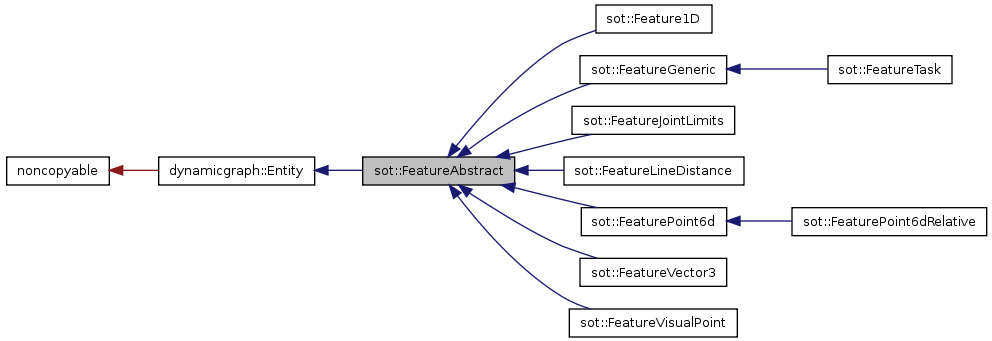 sot::Feature1D
sot::FeatureGeneric
sot::FeatureTask
sot::FeatureJointLimits
noncopyable
dynamicgraph::Entity
sot::FeatureAbstract
sot::FeatureLineDistance
sot::FeaturePoint6d
sot::FeaturePoint6dRelative
sot::FeatureVector3
sot::FeatureVisualPoint